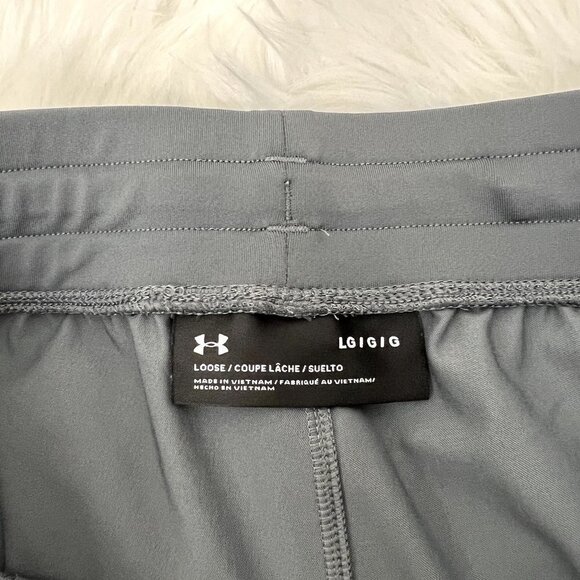 LG | G | G
LOOSE / COUPE LÂCHE / SUELTO
MADE IN VIETNAM / FABRIQUÉ AU VIETNAM/
HECHO EN VIETNAM